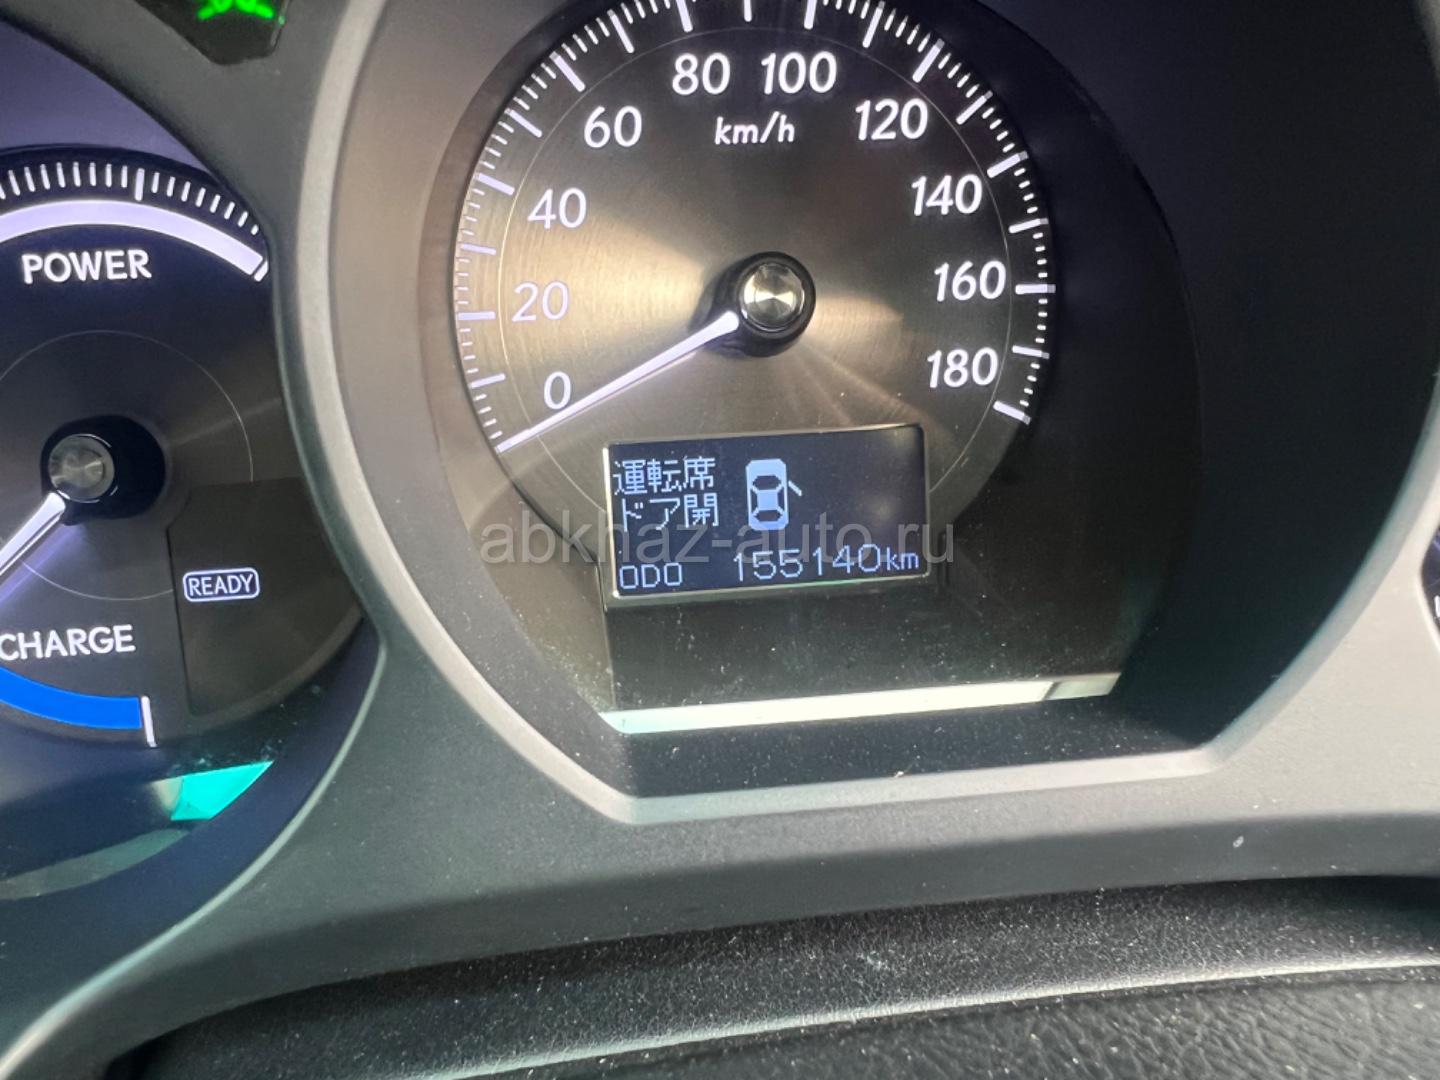 POWER
READY
CHARGE
0
20
40
60
80
100
120
140
160
180
km/h
運転席
ドア開
ODO 155140km
abkhaz-auto.ru